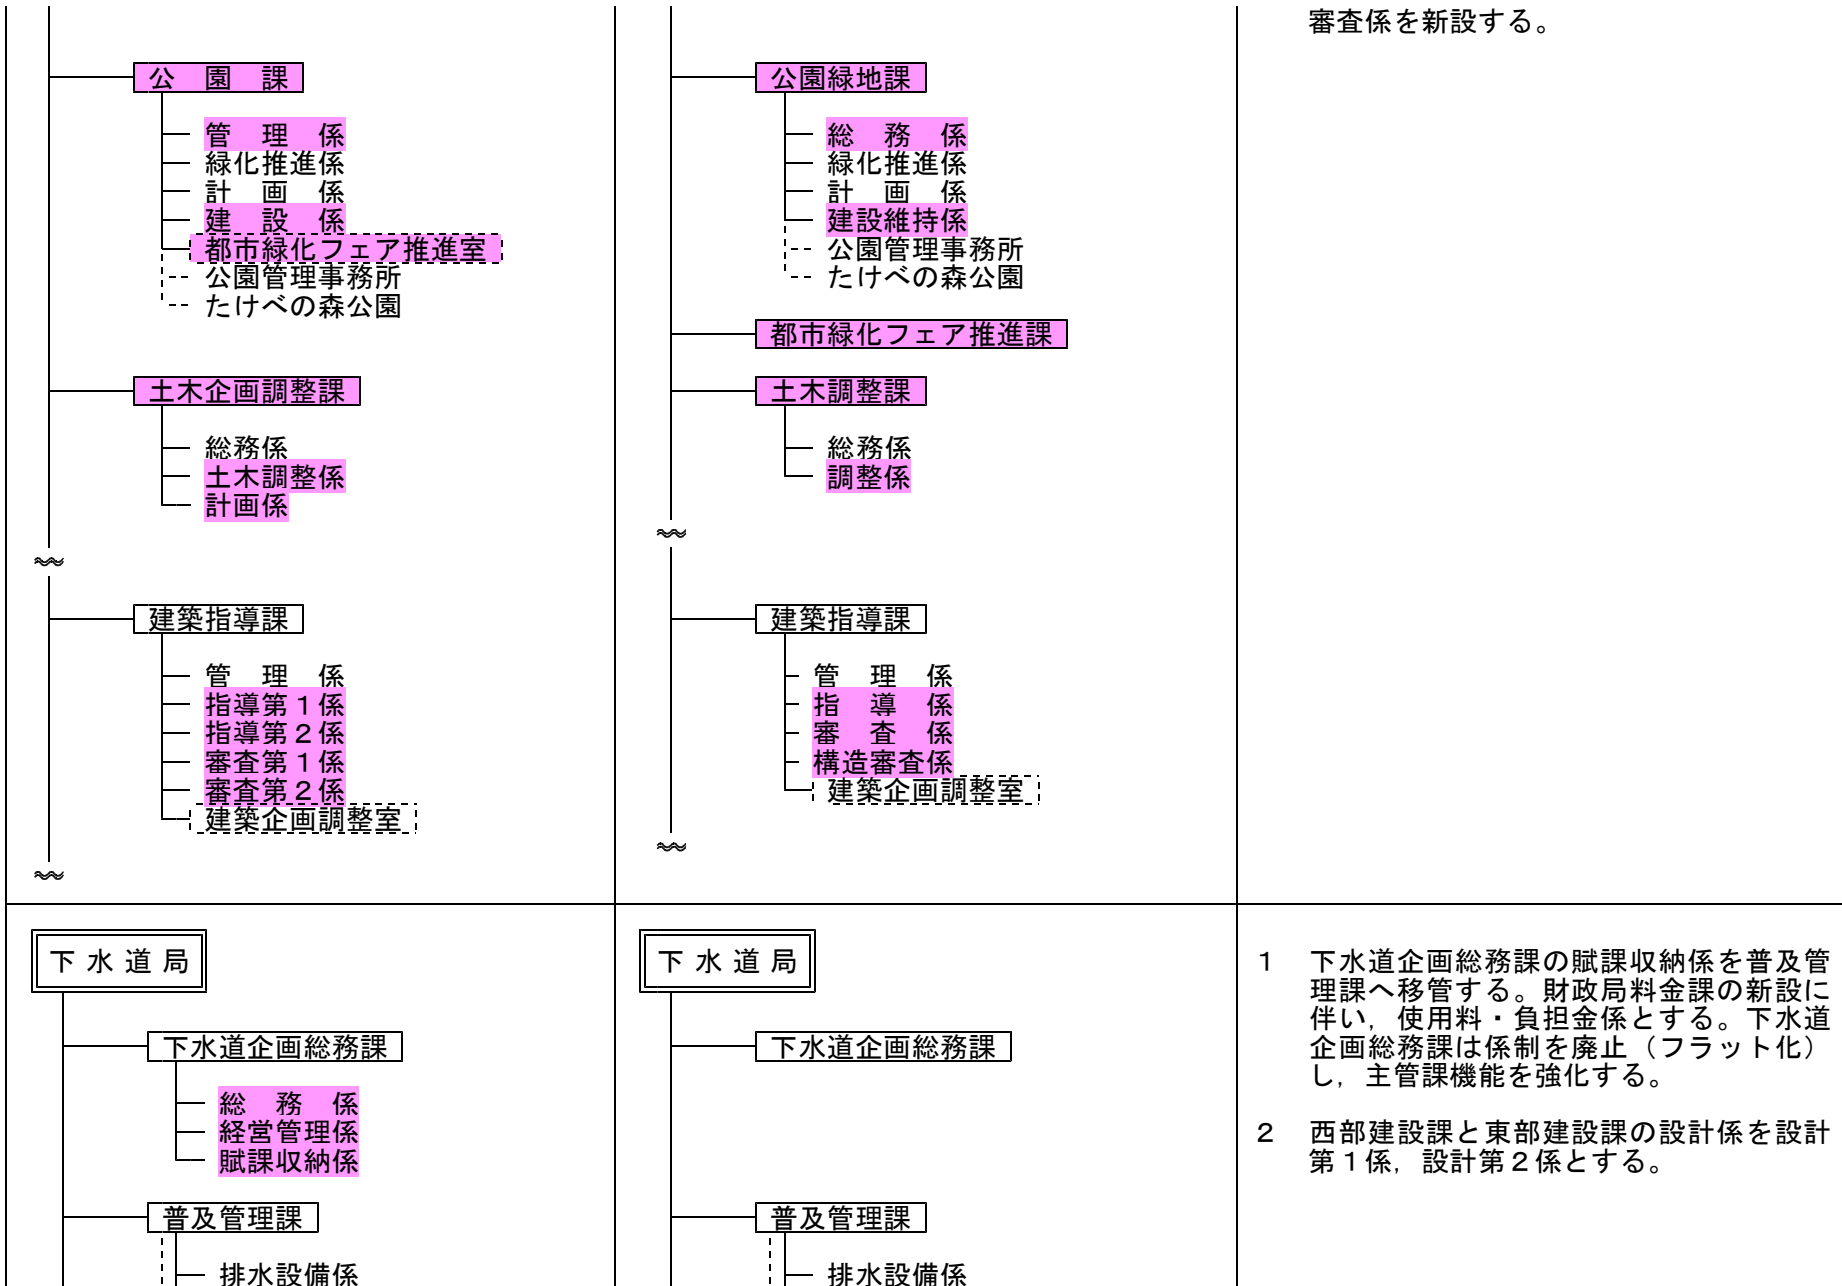 公　園　課
管　理　係
緑化推進係
計　画　係
建　設　係
都市緑化フェア推進室
公園管理事務所
たけべの森公園
土木企画調整課
総務係
土木調整係
計画係
建築指導課
管　理　係
指導第１係
指導第２係
審査第１係
審査第２係
建築企画調整室
公園緑地課
総　務　係
緑化推進係
計　画　係
建設維持係
公園管理事務所
たけべの森公園
都市緑化フェア推進課
土木調整課
総務係
調整係
建築指導課
管　理　係
指　導　係
審　査　係
構造審査係
建築企画調整室
審査係を新設する。
下 水 道 局
下水道企画総務課
総　務　係
経営管理係
賦課収納係
普及管理課
排水設備係
下 水 道 局
下水道企画総務課
普及管理課
排水設備係
１　下水道企画総務課の賦課収納係を普及管
理課へ移管する。財政局料金課の新設に
伴い，使用料・負担金係とする。下水道
企画総務課は係制を廃止（フラット化）
し，主管課機能を強化する。
２　西部建設課と東部建設課の設計係を設計
第１係，設計第２係とする。